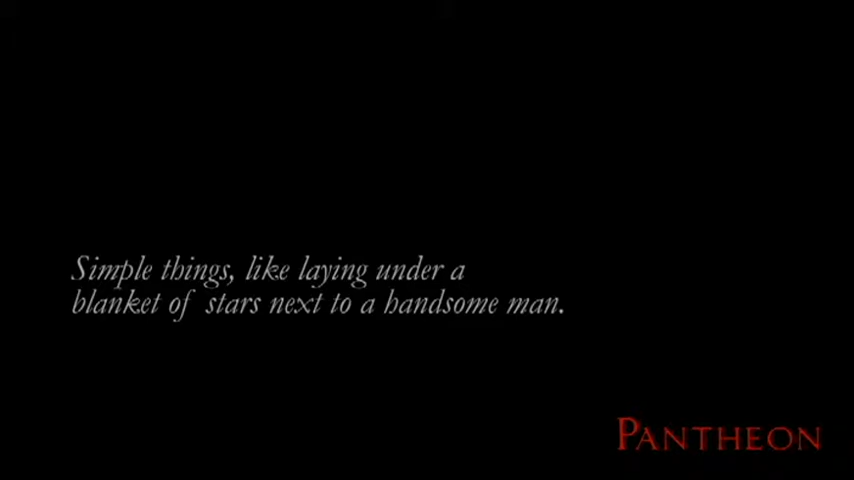 Simple things, like laying under a
blanket of stars next to a handsome man.
PANTHEON